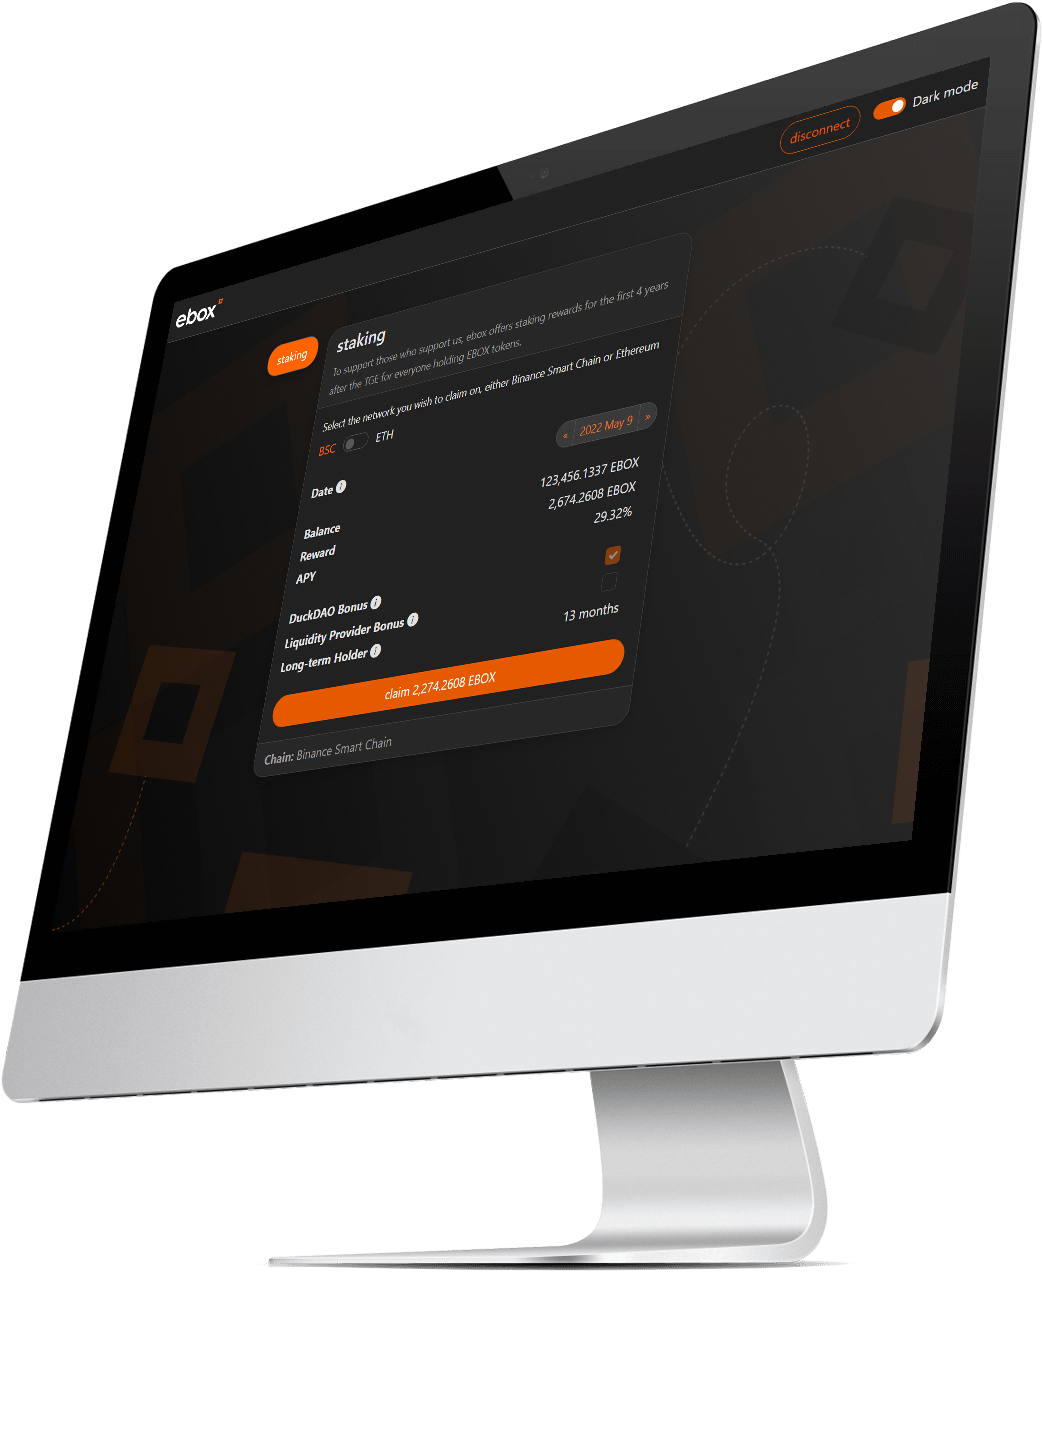 disconnect Dark mode
ebox
staking
staking
To support those who support us, ebox offers staking rewards for the first 4 years
after the TGE for everyone holding EBOX tokens.
Select the network you wish to claim on, either Binance Smart Chain or Ethereum
BSC ETH
« 2022 May 9 »
Date i
Balance 123,456.1337 EBOX
Reward 2,674.2608 EBOX
APY 29.32%
DuckDAO Bonus i
Liquidity Provider Bonus i
Long-term Holder i 13 months
claim 2,274.2608 EBOX
Chain: Binance Smart Chain